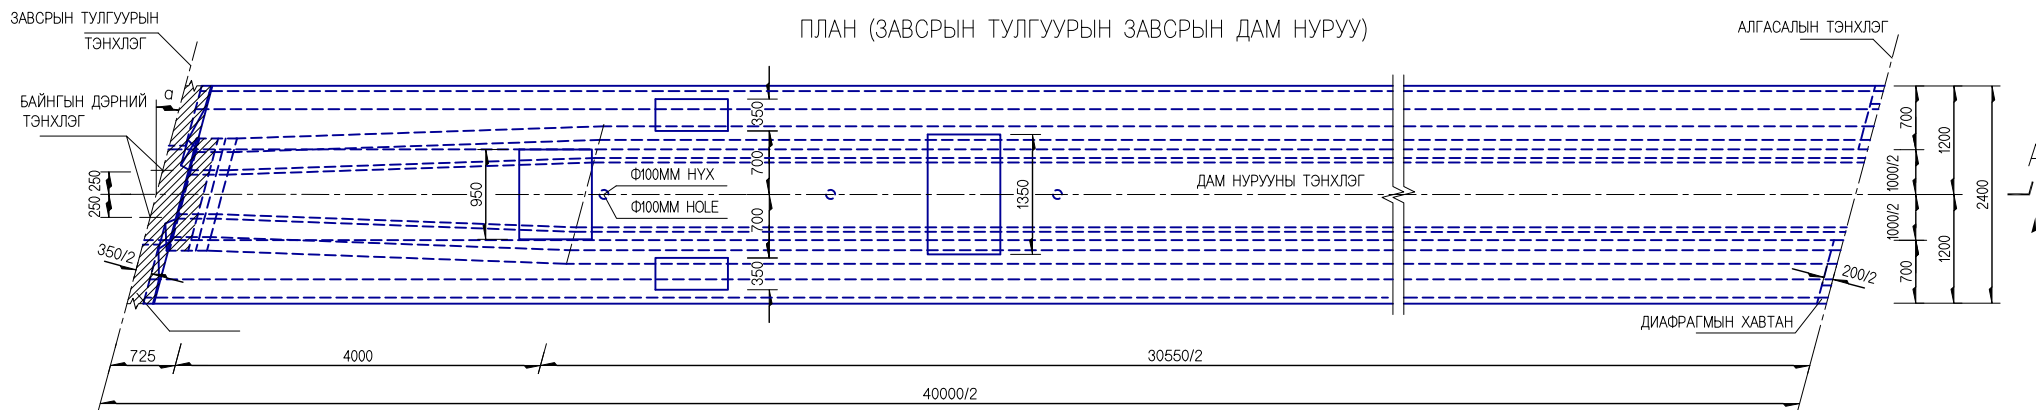 ПЛАН (ЗАВСРЫН ТУЛГУУРЫН ЗАВСРЫН ДАМ НУРУУ)
ЗАВСРЫН ТУЛГУУРЫН
ТЭНХЛЭГ
АЛГАСАЛЫН ТЭНХЛЭГ
БАЙНГЫН ДЭРНИЙ
ТЭНХЛЭГ
α
250 250
350/2
950
Ф100ММ НҮХ
Ф100ММ HOLE
350
700
700
350
1350
ДАМ НУРУУНЫ ТЭНХЛЭГ
700
1000/2
1000/2
700
1200
1200
2400
200/2
ДИАФРАГМЫН ХАВТАН
725
4000
30550/2
40000/2